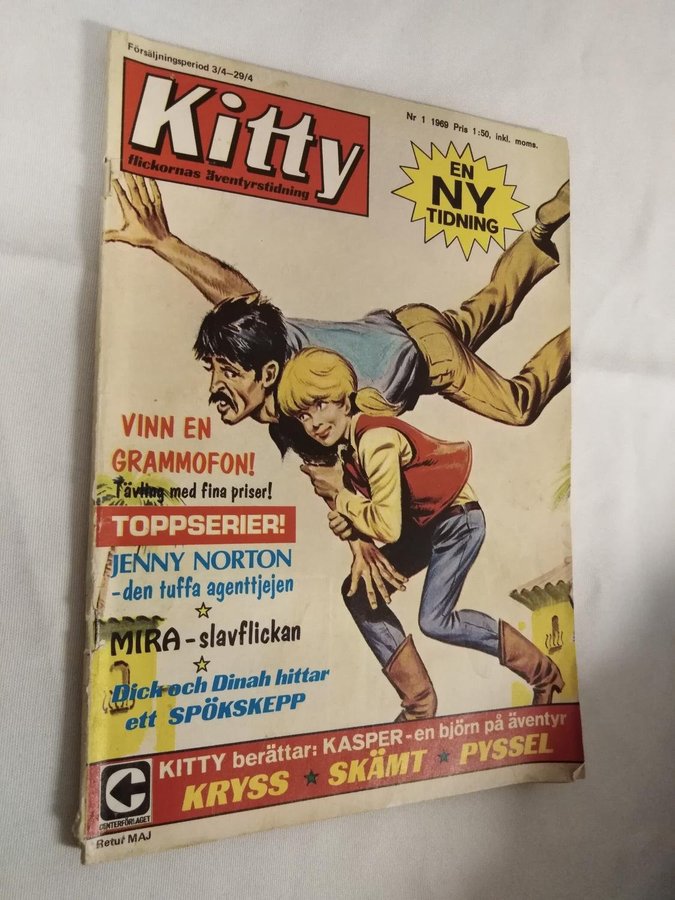 Försäljningsperiod 3/4—29/4
Kitty
flickornas äventyrstidning
Nr 1 1969 Pris 1:50, inkl. moms.
EN
NY
TIDNING
VINN EN
GRAMMOFON!
Tävling med fina priser!
TOPPSERIER!
JENNY NORTON
-den tuffa agenttjejen
MIRA-slavflickan
Dick och Dinah hittar
ett SPÖKSKEPP
KITTY berättar: KASPER-en björn på äventyr
KRYSS ★ SKÄMT ★ PYSSEL
CENTERFÖRLAGET
Retur MAJ